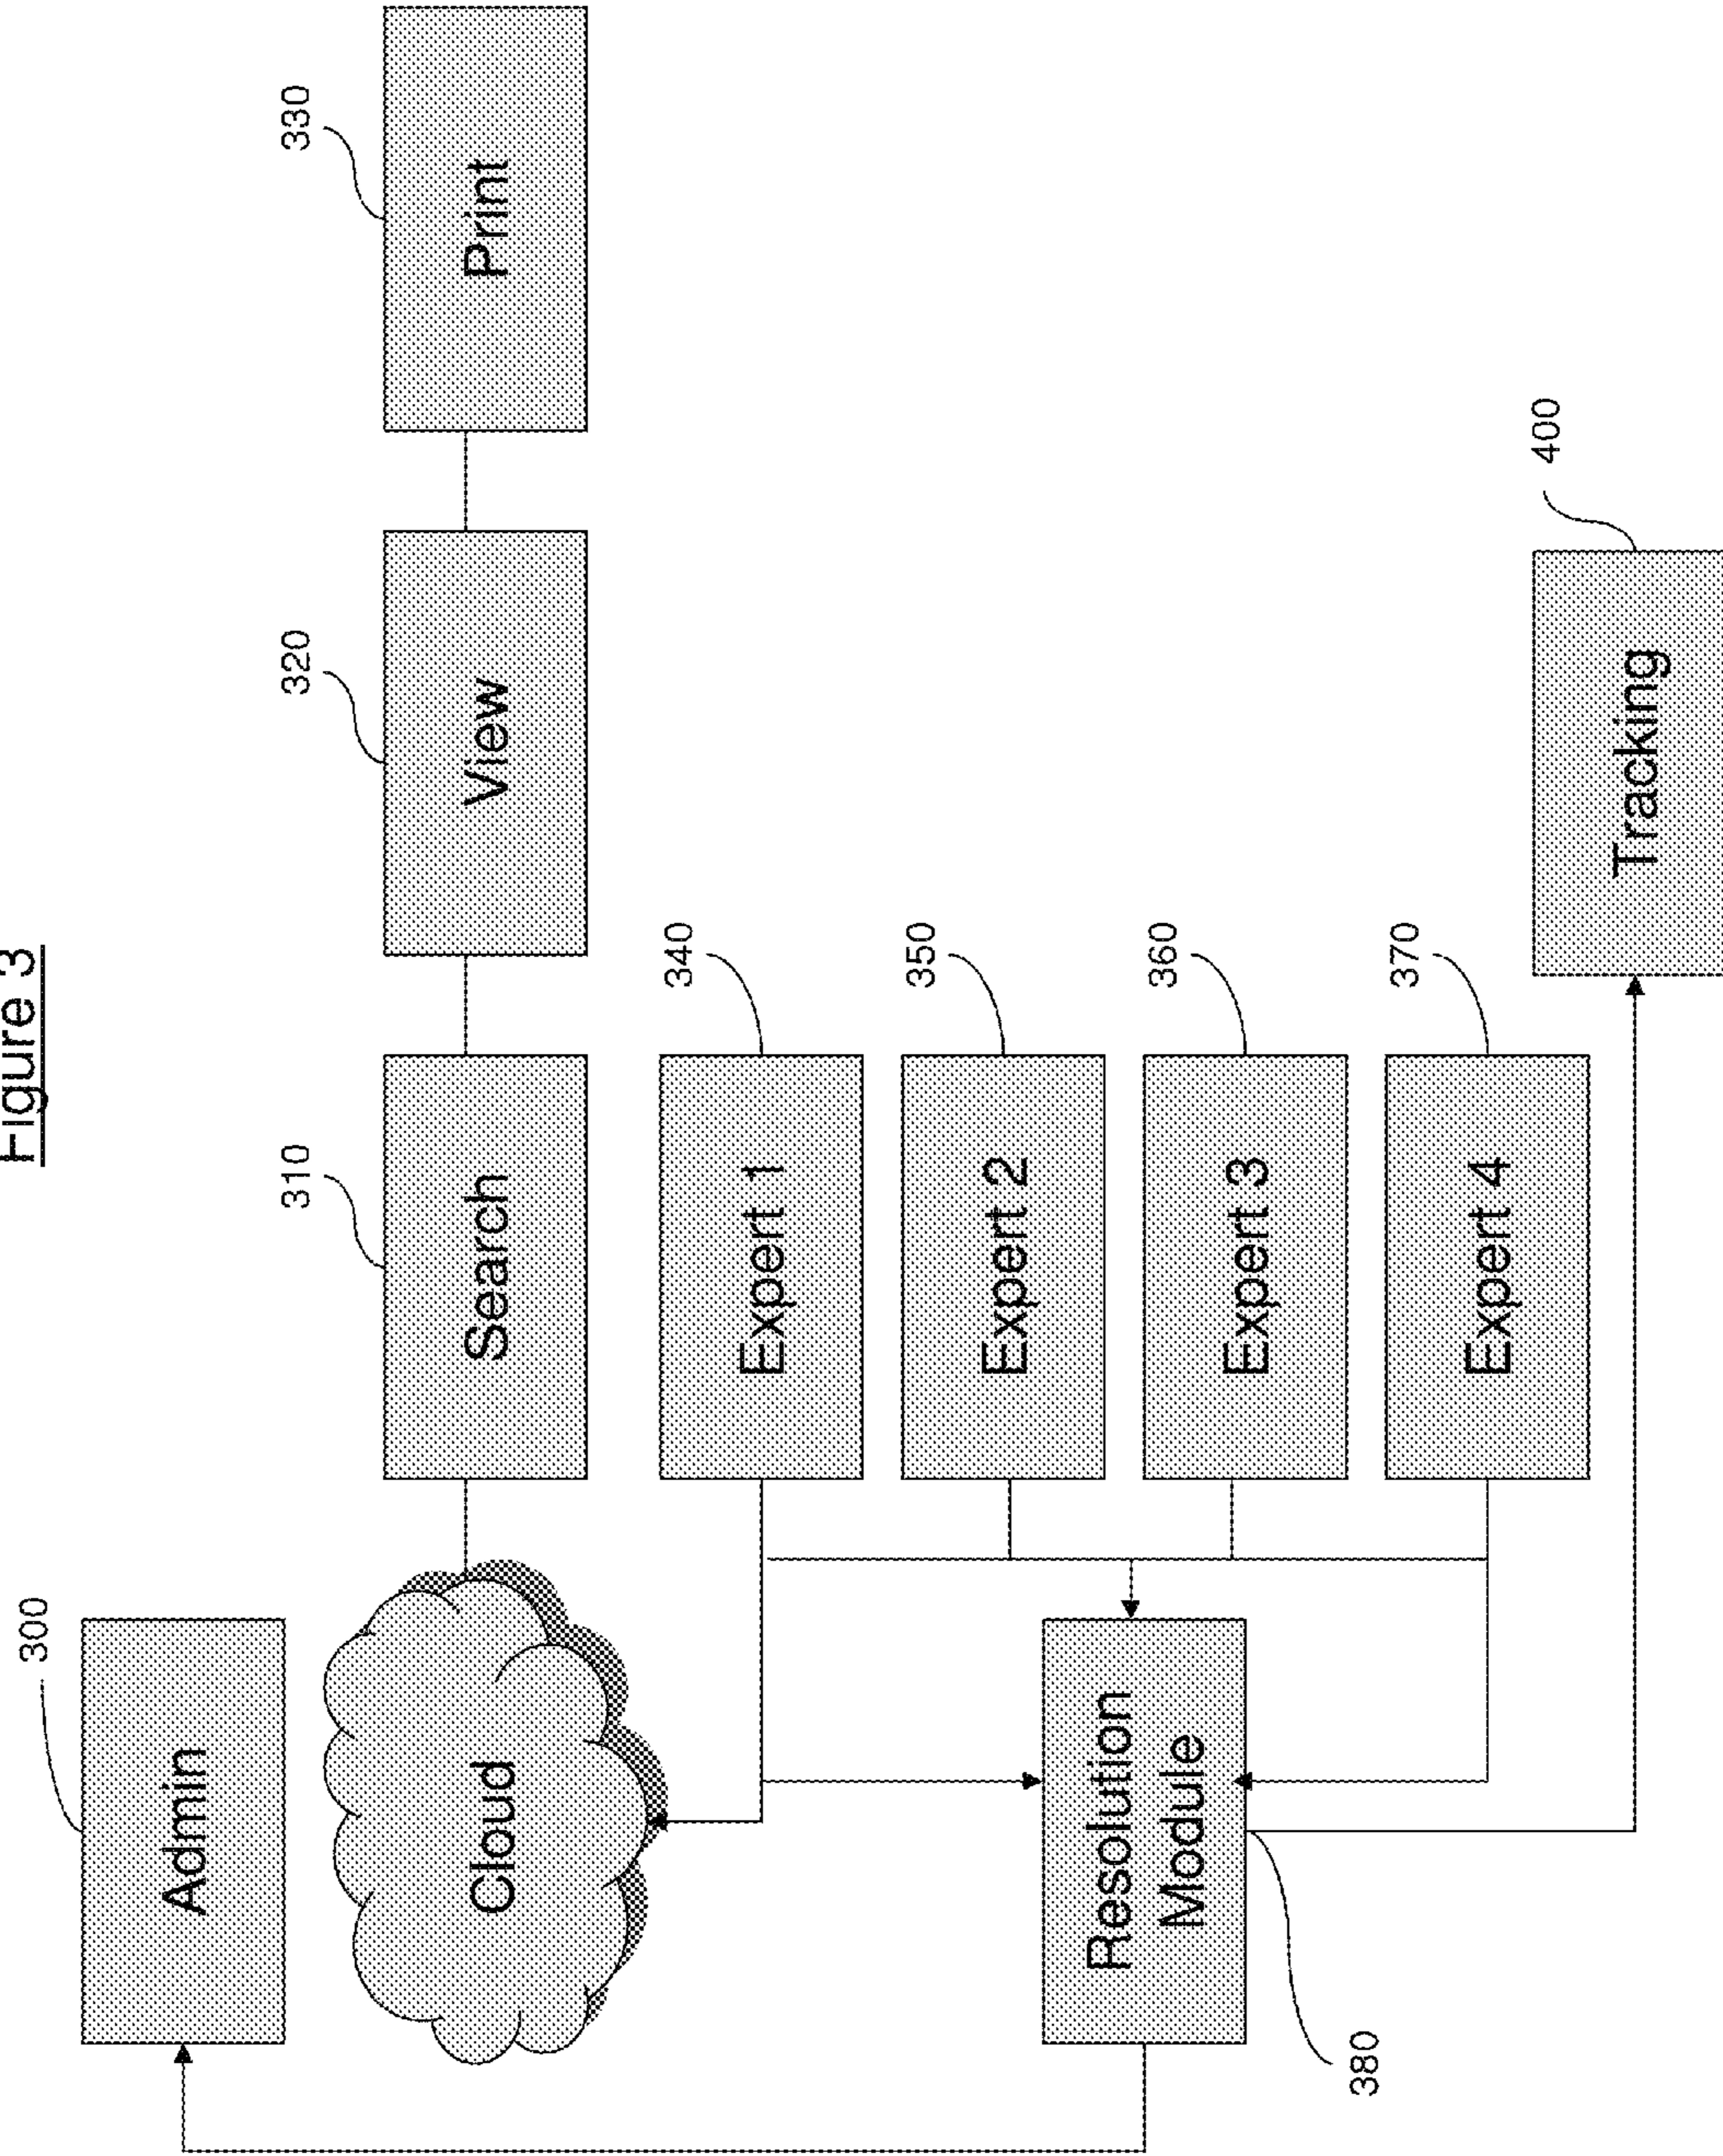 Figure 3
300
Admin
310
320
330
Cloud
Search
View
Print
340
Expert 1
350
Expert 2
Resolution
Module
360
Expert 3
380
370
Expert 4
400
Tracking